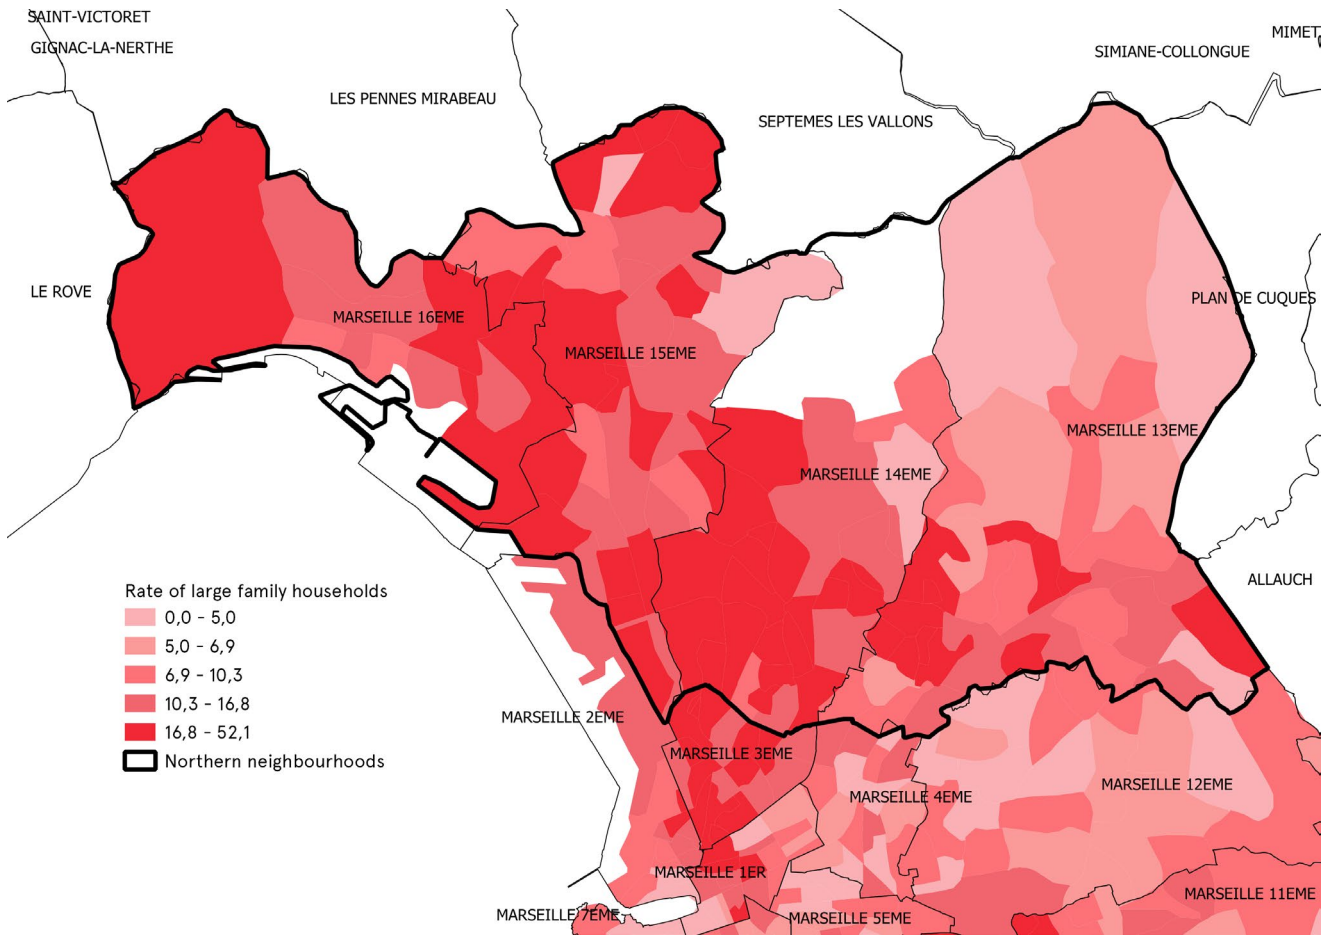 SAINT-VICTORET
GIGNAC-LA-NERTHE
MIMET
SIMIANE-COLLONGUE
LES PENNES MIRABEAU
SEPTEMES LES VALLONS
LE ROVE
PLAN DE CUQUES
MARSEILLE 16EME
MARSEILLE 15EME
MARSEILLE 13EME
MARSEILLE 14EME
ALLAUCH
Rate of large family households
0,0 - 5,0
5,0 - 6,9
6,9 - 10,3
10,3 - 16,8
16,8 - 52,1
Northern neighbourhoods
MARSEILLE 2EME
MARSEILLE 3EME
MARSEILLE 12EME
MARSEILLE 4EME
MARSEILLE 1ER
MARSEILLE 11EME
MARSEILLE 7EME
MARSEILLE 5EME